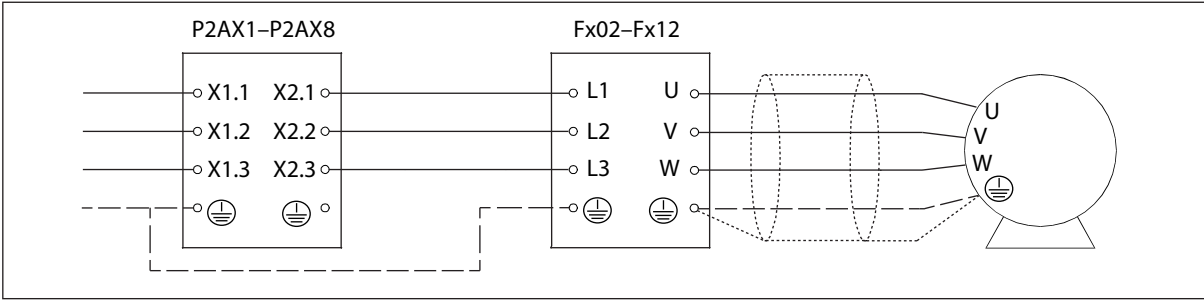 P2AX1–P2AX8 Fx02–Fx12
X1.1 X2.1 L1 U U
X1.2 X2.2 L2 V V
X1.3 X2.3 L3 W W